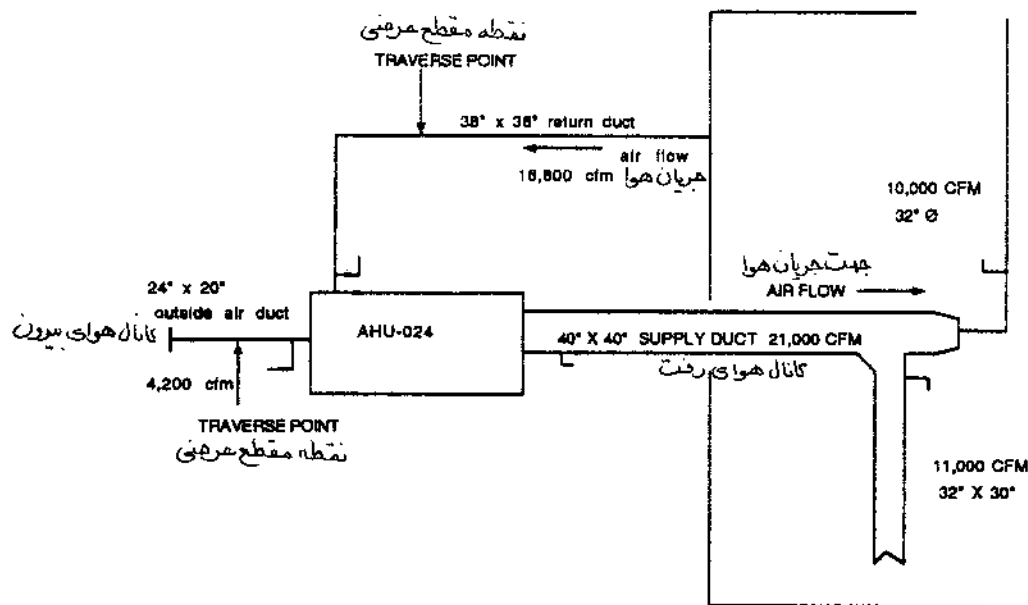 نقطه مقطع عرضی
TRAVERSE POINT
38" x 36" return duct
air flow
16,800 cfm جریان هوا
10,000 CFM
32" Ø
جهت جریان هوا
AIR FLOW
24" x 20"
outside air duct
کانال هوای بیرون
AHU-024
40" X 40" SUPPLY DUCT 21,000 CFM
کانال هوای رفت
4,200 cfm
TRAVERSE POINT
نقطه مقطع عرضی
11,000 CFM
32" X 30"